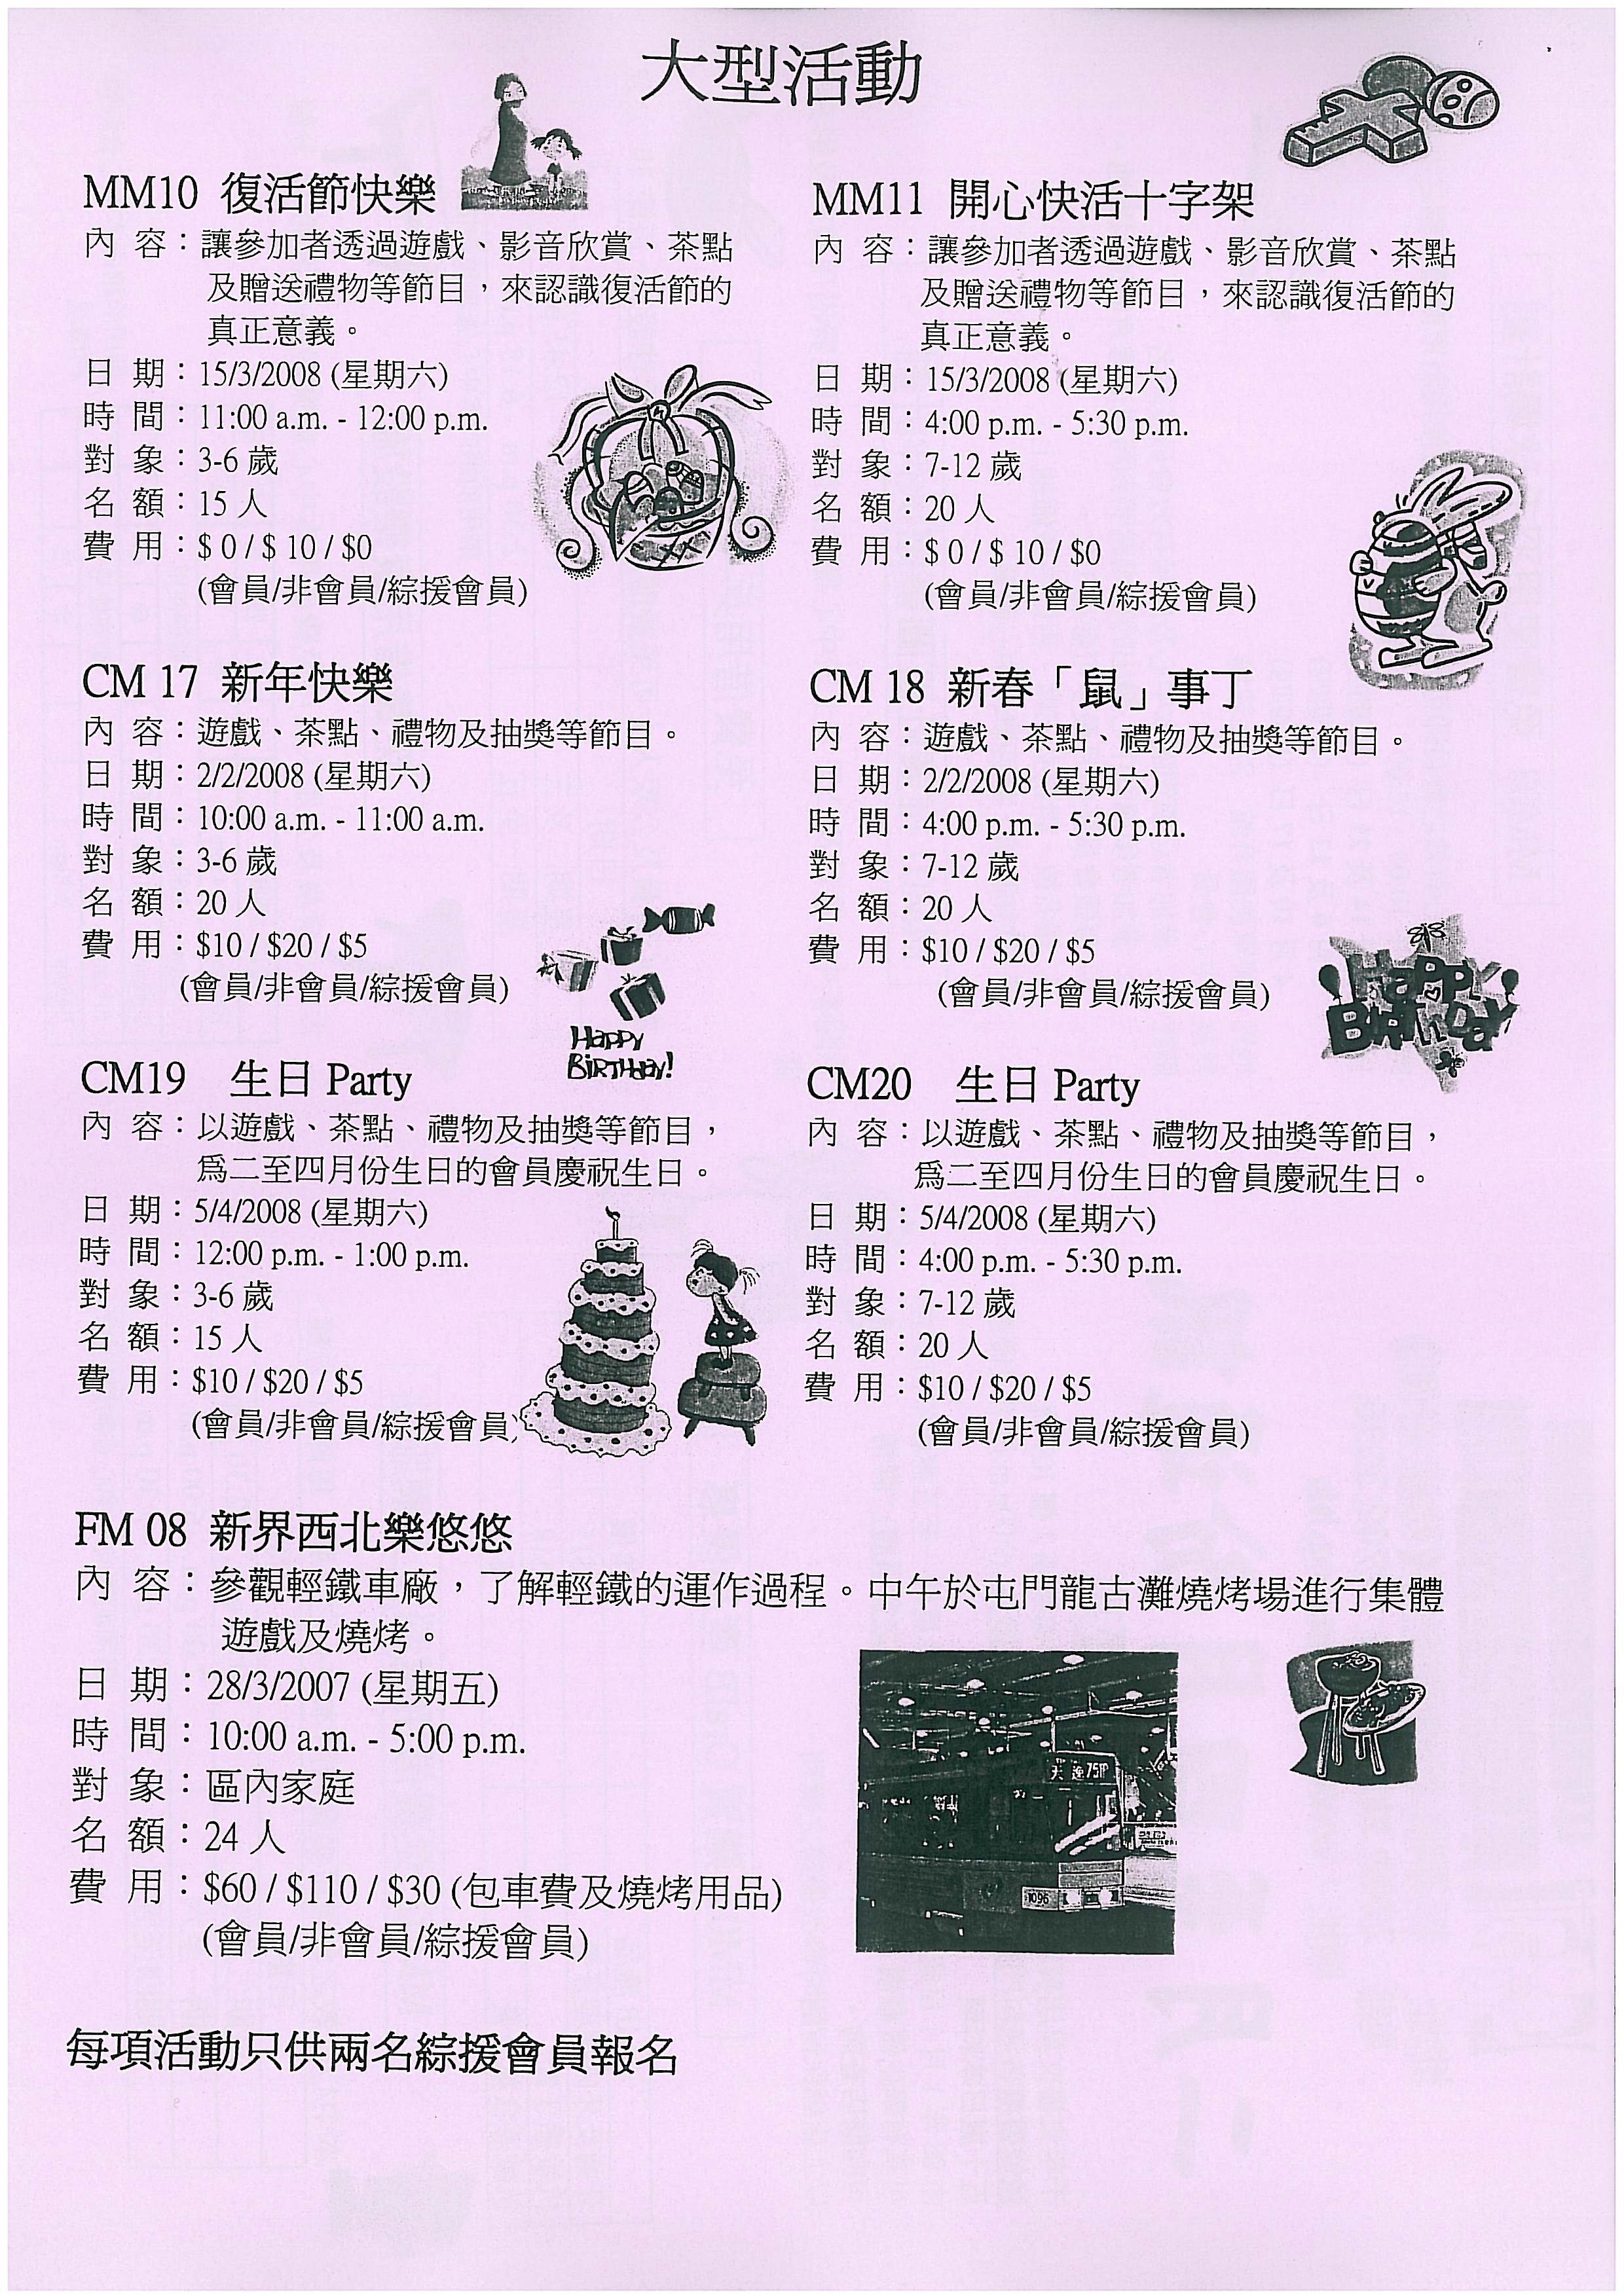 大型活動
MM10 復活節快樂
內 容：讓參加者透過遊戲、影音欣賞、茶點
及贈送禮物等節目，來認識復活節的
真正意義。
日 期：15/3/2008 (星期六)
時 間：11:00 a.m. - 12:00 p.m.
對 象：3-6 歲
名 額：15 人
費 用：$ 0 / $ 10 / $0
(會員/非會員/綜援會員)
MM11 開心快活十字架
內 容：讓參加者透過遊戲、影音欣賞、茶點
及贈送禮物等節目，來認識復活節的
真正意義。
日 期：15/3/2008 (星期六)
時 間：4:00 p.m. - 5:30 p.m.
對 象：7-12 歲
名 額：20 人
費 用：$ 0 / $ 10 / $0
(會員/非會員/綜援會員)
CM 17 新年快樂
內 容：遊戲、茶點、禮物及抽獎等節目。
日 期：2/2/2008 (星期六)
時 間：10:00 a.m. - 11:00 a.m.
對 象：3-6 歲
名 額：20 人
費 用：$10 / $20 / $5
(會員/非會員/綜援會員)
CM 18 新春「鼠」事丁
內 容：遊戲、茶點、禮物及抽獎等節目。
日 期：2/2/2008 (星期六)
時 間：4:00 p.m. - 5:30 p.m.
對 象：7-12 歲
名 額：20 人
費 用：$10 / $20 / $5
(會員/非會員/綜援會員)
Happy
Birthday
Happy
BiRTHday!
CM19 生日 Party
內 容：以遊戲、茶點、禮物及抽獎等節目，
為二至四月份生日的會員慶祝生日。
日 期：5/4/2008 (星期六)
時 間：12:00 p.m. - 1:00 p.m.
對 象：3-6 歲
名 額：15 人
費 用：$10 / $20 / $5
(會員/非會員/綜援會員)
CM20 生日 Party
內 容：以遊戲、茶點、禮物及抽獎等節目，
為二至四月份生日的會員慶祝生日。
日 期：5/4/2008 (星期六)
時 間：4:00 p.m. - 5:30 p.m.
對 象：7-12 歲
名 額：20 人
費 用：$10 / $20 / $5
(會員/非會員/綜援會員)
FM 08 新界西北樂悠悠
內 容：參觀輕鐵車廠，了解輕鐵的運作過程。中午於屯門龍古灘燒烤場進行集體
遊戲及燒烤。
日 期：28/3/2007 (星期五)
時 間：10:00 a.m. - 5:00 p.m.
對 象：區內家庭
名 額：24 人
費 用：$60 / $110 / $30 (包車費及燒烤用品)
(會員/非會員/綜援會員)
天逸 751P
1096
每項活動只供兩名綜援會員報名